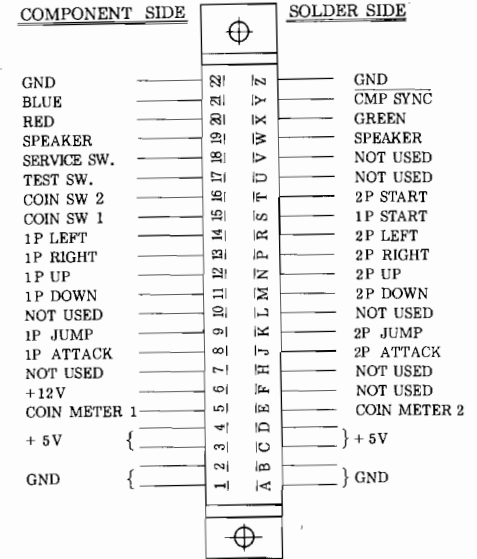 COMPONENT SIDE SOLDER SIDE
GND 22 Z GND
BLUE 21 Y CMP SYNC
RED 20 X GREEN
SPEAKER 19 W SPEAKER
SERVICE SW. 18 V NOT USED
TEST SW. 17 U NOT USED
COIN SW 2 16 T 2P START
COIN SW 1 15 S 1P START
1P LEFT 14 R 2P LEFT
1P RIGHT 13 P 2P RIGHT
1P UP 12 N 2P UP
1P DOWN 11 M 2P DOWN
NOT USED 10 L NOT USED
1P JUMP 9 K 2P JUMP
1P ATTACK 8 J 2P ATTACK
NOT USED 7 H NOT USED
+12V 6 F NOT USED
COIN METER 1 5 E COIN METER 2
4 D
+ 5V { 3 C } + 5V
2 B
GND { 1 A } GND